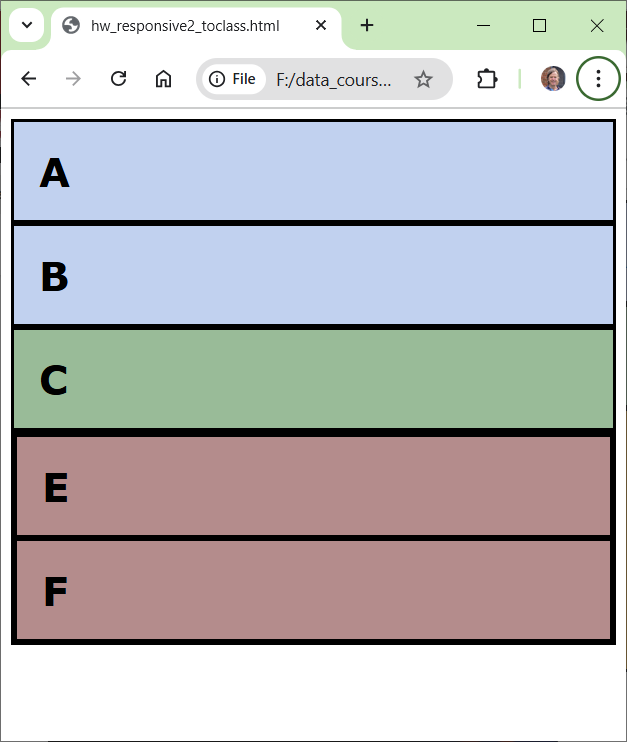 hw_responsive2_toclass.html
File F:/data_cours...
A
B
C
E
F